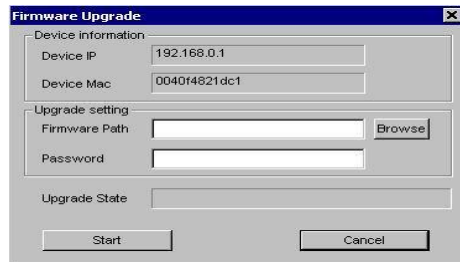 Firmware Upgrade
Device information
Device IP 192.168.0.1
Device Mac 0040f4821dc1
Upgrade setting
Firmware Path Browse
Password
Upgrade State
Start Cancel